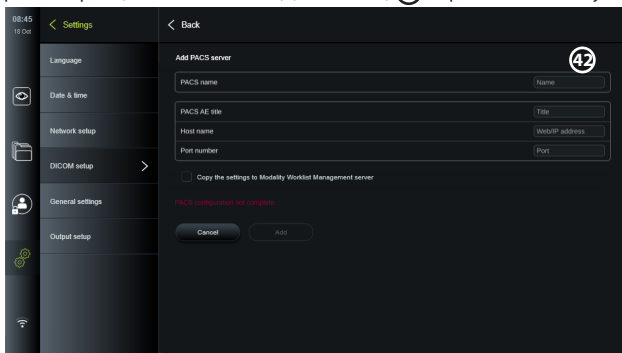 08:45
18 Oct
Settings
Back
Language
Date & time
Network setup
DICOM setup
General settings
Output setup
Add PACS server
42
PACS name
Name
PACS AE title
Title
Host name
Web/IP address
Port number
Port
Copy the settings to Modality Worklist Management server
PACS configuration not complete.
Cancel
Add